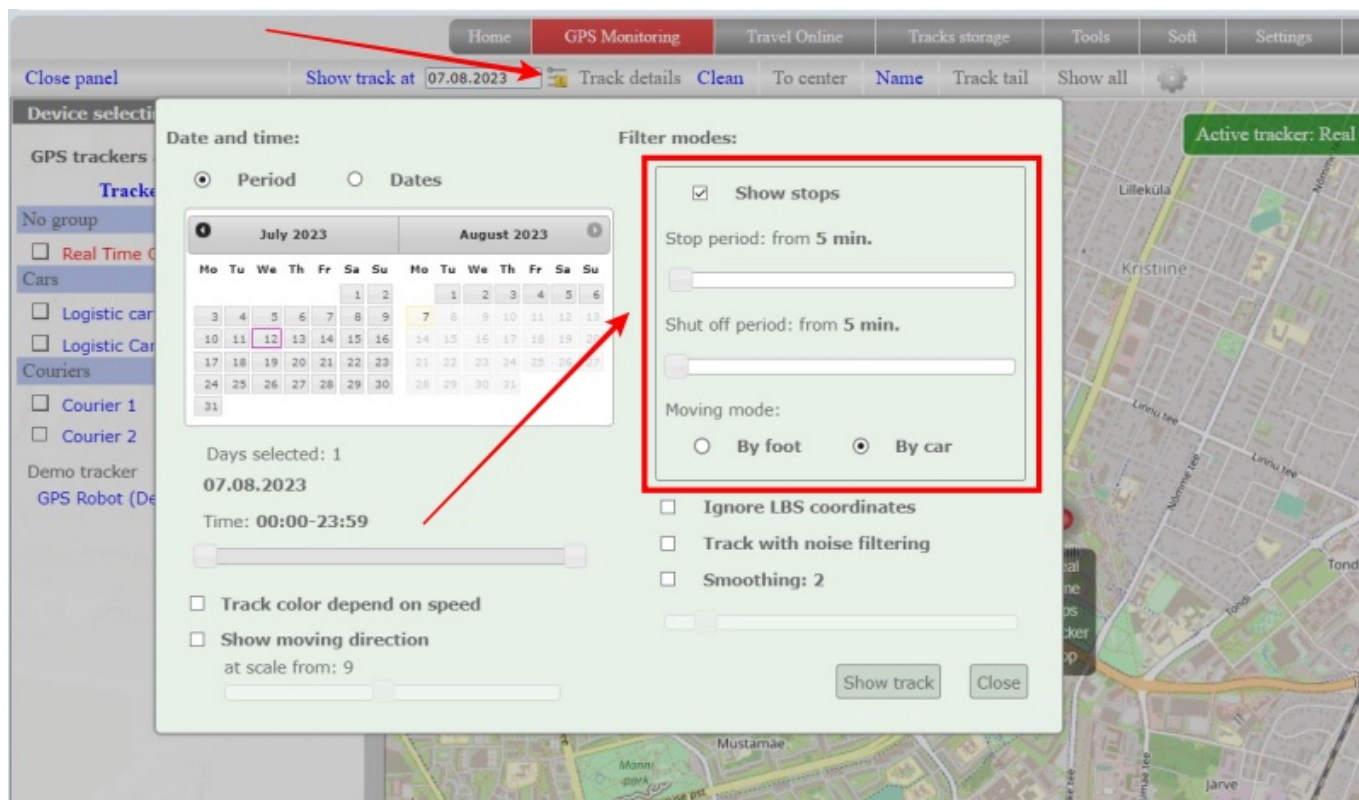 Home GPS Monitoring Travel Online Tracks storage Tools Soft Settings
Close panel Show track at 07.08.2023 Track details Clean To center Name Track tail Show all
Device
GPS trackers
No group
Real Time
Cars
Logistic car
Logistic Car
Couriers
Courier 1
Courier 2
Demo tracker
GPS Robot
Date and time:
Period Dates
July 2023 August 2023
Mo Tu We Th Fr Sa Su Mo Tu We Th Fr Sa Su
1 2 1 2 3 4 5 6
3 4 5 6 7 8 9 7 8 9 10 11 12 13
10 11 12 13 14 15 16 14 15 16 17 18 19 20
17 18 19 20 21 22 23 21 22 23 24 25 26 27
24 25 26 27 28 29 30 28 29 30 31
31
Days selected: 1
07.08.2023
Time: 00:00-23:59
Track color depend on speed
Show moving direction
at scale from: 9
Filter modes:
Show stops
Stop period: from 5 min.
Shut off period: from 5 min.
Moving mode:
By foot By car
Ignore LBS coordinates
Track with noise filtering
Smoothing: 2
Show track Close
Active tracker: Real
Lilleküla
Kristiine
Nõmme tee
Linnu tee
Linnu tee
Nõmme tee
Tondi
Mustamäe
Männi
park
Järve